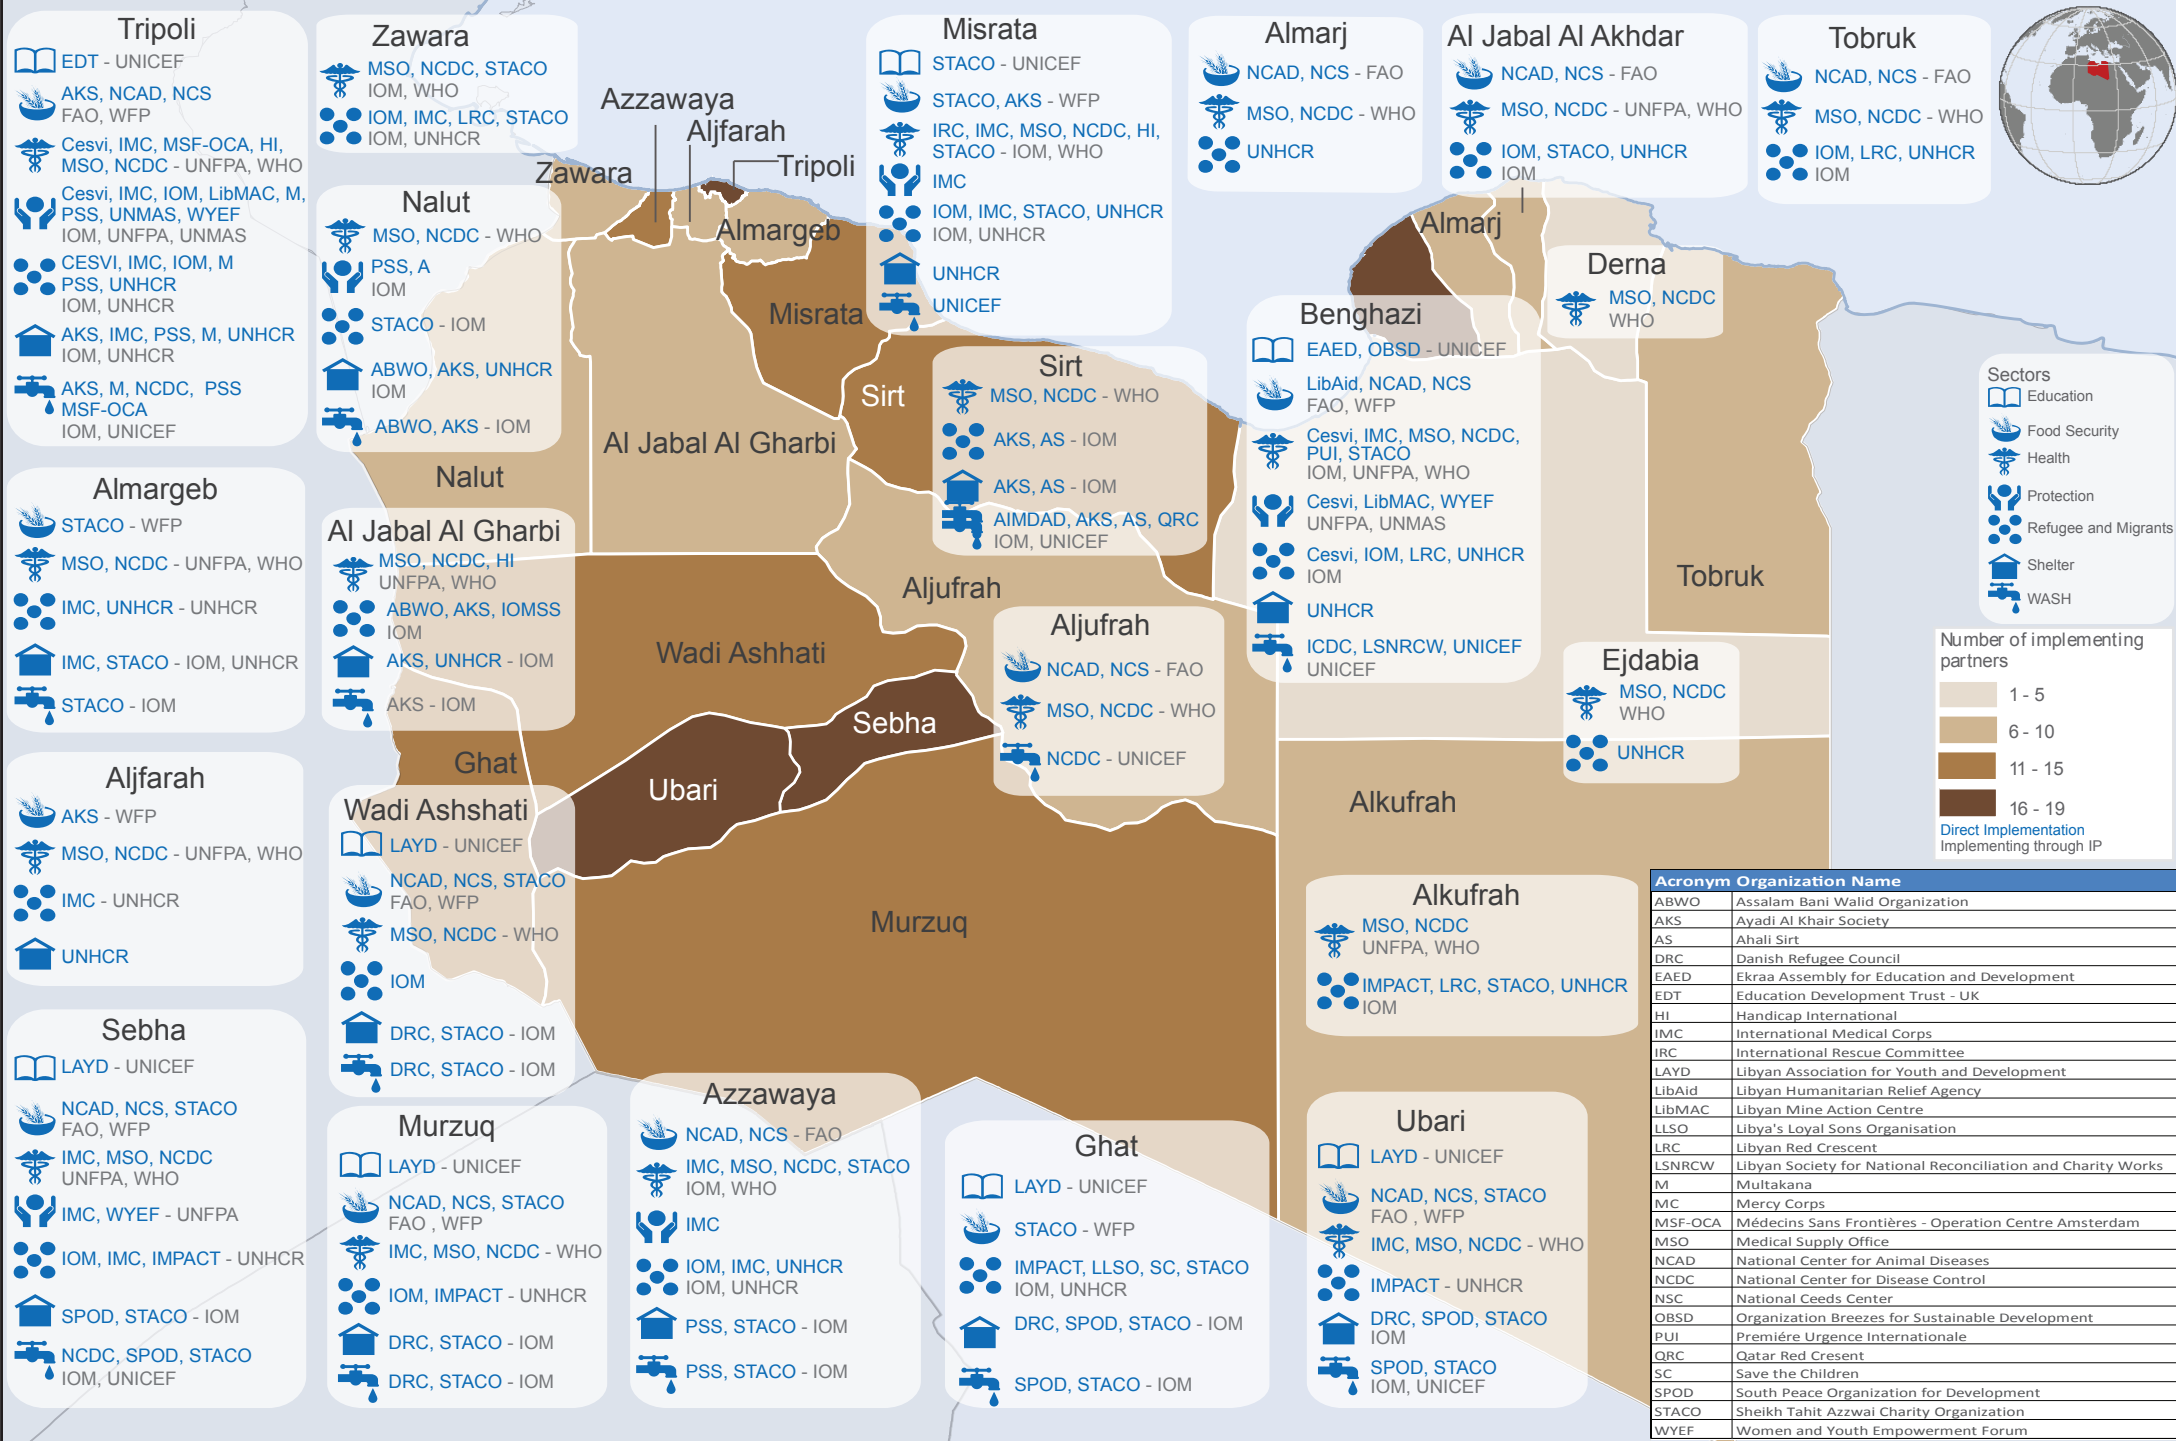 Tripoli
EDT - UNICEF
AKS, NCAD, NCS
FAO, WFP
Cesvi, IMC, MSF-OCA, HI,
MSO, NCDC - UNFPA, WHO
Cesvi, IMC, IOM, LibMAC, M,
PSS, UNMAS, WYEF
IOM, UNFPA, UNMAS
CESVI, IMC, IOM, M
PSS, UNHCR
IOM, UNHCR
AKS, IMC, PSS, M, UNHCR
IOM, UNHCR
AKS, M, NCDC, PSS
MSF-OCA
IOM, UNICEF
Zawara
MSO, NCDC, STACO
IOM, WHO
IOM, IMC, LRC, STACO
IOM, UNHCR
Nalut
MSO, NCDC - WHO
PSS, A
IOM
STACO - IOM
ABWO, AKS, UNHCR
IOM
ABWO, AKS - IOM
Misrata
STACO - UNICEF
STACO, AKS - WFP
IRC, IMC, MSO, NCDC, HI,
STACO - IOM, WHO
IMC
IOM, IMC, STACO, UNHCR
IOM, UNHCR
UNHCR
UNICEF
Almarj
NCAD, NCS - FAO
MSO, NCDC - WHO
UNHCR
Al Jabal Al Akhdar
NCAD, NCS - FAO
MSO, NCDC - UNFPA, WHO
IOM, STACO, UNHCR
IOM
Tobruk
NCAD, NCS - FAO
MSO, NCDC - WHO
IOM, LRC, UNHCR
IOM
Azzawaya
Aljfarah
Tripoli
Zawara
Almargeb
Misrata
Sirt
Al Jabal Al Gharbi
Nalut
Almarj
Aljufrah
Wadi Ashhati
Tobruk
Sebha
Ghat
Ubari
Alkufrah
Murzuq
Derna
MSO, NCDC
WHO
Benghazi
EAED, OBSD - UNICEF
LibAid, NCAD, NCS
FAO, WFP
Cesvi, IMC, MSO, NCDC,
PUI, STACO
IOM, UNFPA, WHO
Cesvi, LibMAC, WYEF
UNFPA, UNMAS
Cesvi, IOM, LRC, UNHCR
IOM
UNHCR
ICDC, LSNRCW, UNICEF
UNICEF
Sirt
MSO, NCDC - WHO
AKS, AS - IOM
AKS, AS - IOM
AIMDAD, AKS, AS, QRC
IOM, UNICEF
Almargeb
STACO - WFP
MSO, NCDC - UNFPA, WHO
IMC, UNHCR - UNHCR
IMC, STACO - IOM, UNHCR
STACO - IOM
Al Jabal Al Gharbi
MSO, NCDC, HI
UNFPA, WHO
ABWO, AKS, IOMSS
IOM
AKS, UNHCR - IOM
AKS - IOM
Aljufrah
NCAD, NCS - FAO
MSO, NCDC - WHO
NCDC - UNICEF
Ejdabia
MSO, NCDC
WHO
UNHCR
Aljfarah
AKS - WFP
MSO, NCDC - UNFPA, WHO
IMC - UNHCR
UNHCR
Wadi Ashshati
LAYD - UNICEF
NCAD, NCS, STACO
FAO, WFP
MSO, NCDC - WHO
IOM
DRC, STACO - IOM
DRC, STACO - IOM
Alkufrah
MSO, NCDC
UNFPA, WHO
IMPACT, LRC, STACO, UNHCR
IOM
Sebha
LAYD - UNICEF
NCAD, NCS, STACO
FAO, WFP
IMC, MSO, NCDC
UNFPA, WHO
IMC, WYEF - UNFPA
IOM, IMC, IMPACT - UNHCR
SPOD, STACO - IOM
NCDC, SPOD, STACO
IOM, UNICEF
Murzuq
LAYD - UNICEF
NCAD, NCS, STACO
FAO , WFP
IMC, MSO, NCDC - WHO
IOM, IMPACT - UNHCR
DRC, STACO - IOM
DRC, STACO - IOM
Azzawaya
NCAD, NCS - FAO
IMC, MSO, NCDC, STACO
IOM, WHO
IMC
IOM, IMC, UNHCR
IOM, UNHCR
PSS, STACO - IOM
PSS, STACO - IOM
Ghat
LAYD - UNICEF
STACO - WFP
IMPACT, LLSO, SC, STACO
IOM, UNHCR
DRC, SPOD, STACO - IOM
SPOD, STACO - IOM
Ubari
LAYD - UNICEF
NCAD, NCS, STACO
FAO , WFP
IMC, MSO, NCDC - WHO
IMPACT - UNHCR
DRC, SPOD, STACO
IOM
SPOD, STACO
IOM, UNICEF
Sectors
Education
Food Security
Health
Protection
Refugee and Migrants
Shelter
WASH
Number of implementing
partners
1 - 5
6 - 10
11 - 15
16 - 19
Direct Implementation
Implementing through IP
Acronym Organization Name
ABWO Assalam Bani Walid Organization
AKS Ayadi Al Khair Society
AS Ahali Sirt
DRC Danish Refugee Council
EAED Ekraa Assembly for Education and Development
EDT Education Development Trust - UK
HI Handicap International
IMC International Medical Corps
IRC International Rescue Committee
LAYD Libyan Association for Youth and Development
LibAid Libyan Humanitarian Relief Agency
LibMAC Libyan Mine Action Centre
LLSO Libya's Loyal Sons Organisation
LRC Libyan Red Crescent
LSNRCW Libyan Society for National Reconciliation and Charity Works
M Multakana
MC Mercy Corps
MSF-OCA Médecins Sans Frontières - Operation Centre Amsterdam
MSO Medical Supply Office
NCAD National Center for Animal Diseases
NCDC National Center for Disease Control
NSC National Ceeds Center
OBSD Organization Breezes for Sustainable Development
PUI Premiére Urgence Internationale
QRC Qatar Red Cresent
SC Save the Children
SPOD South Peace Organization for Development
STACO Sheikh Tahit Azzwai Charity Organization
WYEF Women and Youth Empowerment Forum